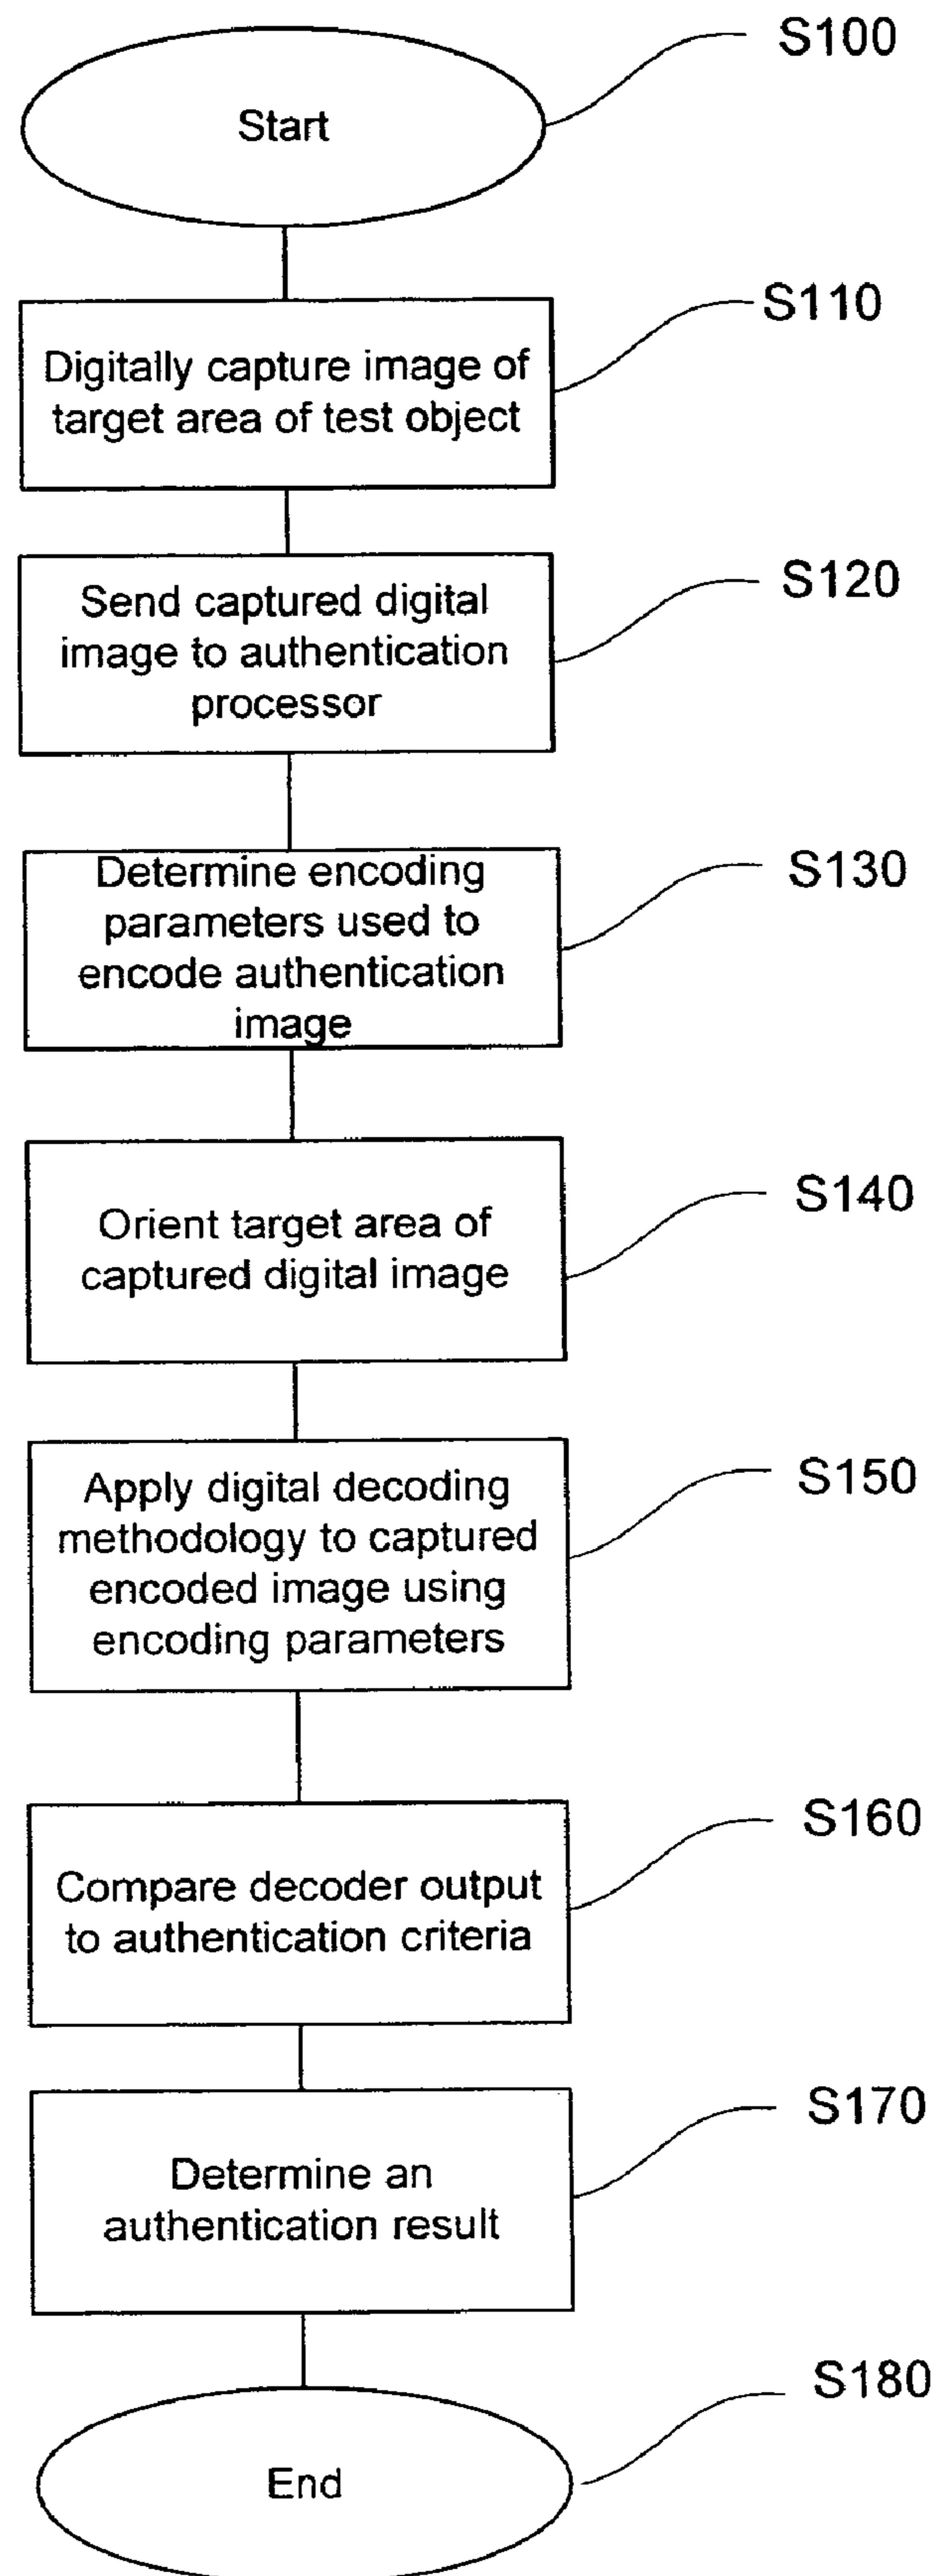 S100
Start
S110
Digitally capture image of
target area of test object
S120
Send captured digital
image to authentication
processor
S130
Determine encoding
parameters used to
encode authentication
image
S140
Orient target area of
captured digital image
S150
Apply digital decoding
methodology to captured
encoded image using
encoding parameters
S160
Compare decoder output
to authentication criteria
S170
Determine an
authentication result
S180
End